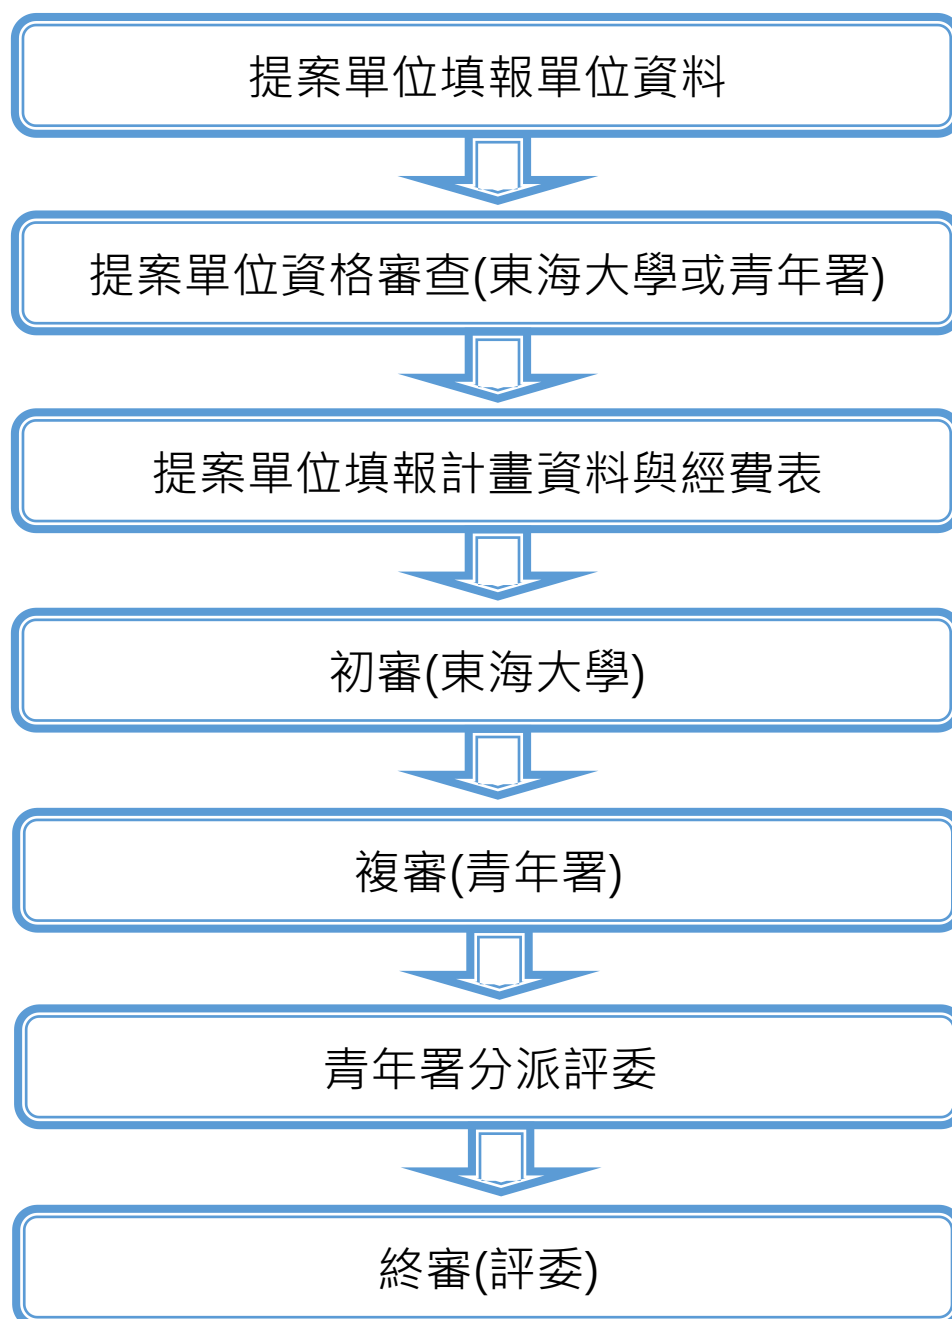 提案單位填報單位資料
提案單位資格審查(東海大學或青年署)
提案單位填報計畫資料與經費表
初審(東海大學)
複審(青年署)
青年署分派評委
終審(評委)